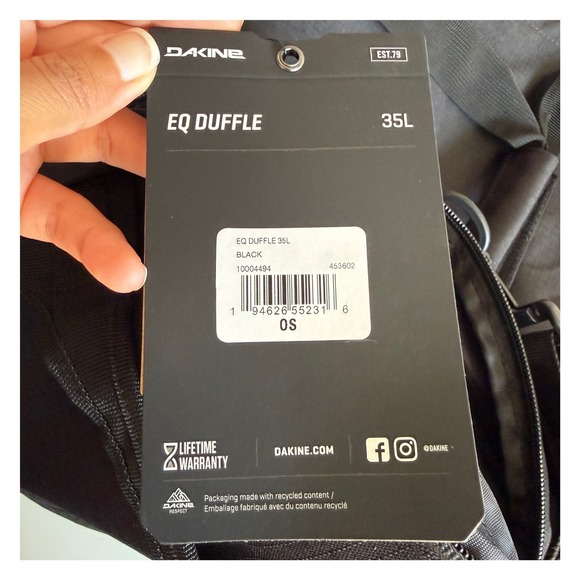 DAKINE
EST.79
EQ DUFFLE 35L
EQ DUFFLE 35L
BLACK
10004494 453602
1 94626 55231 6
OS
LIFETIME
WARRANTY
DAKINE.COM
@DAKINE
DAKINE
RESPECT
Packaging made with recycled content /
Emballage fabriqué avec du contenu recyclé